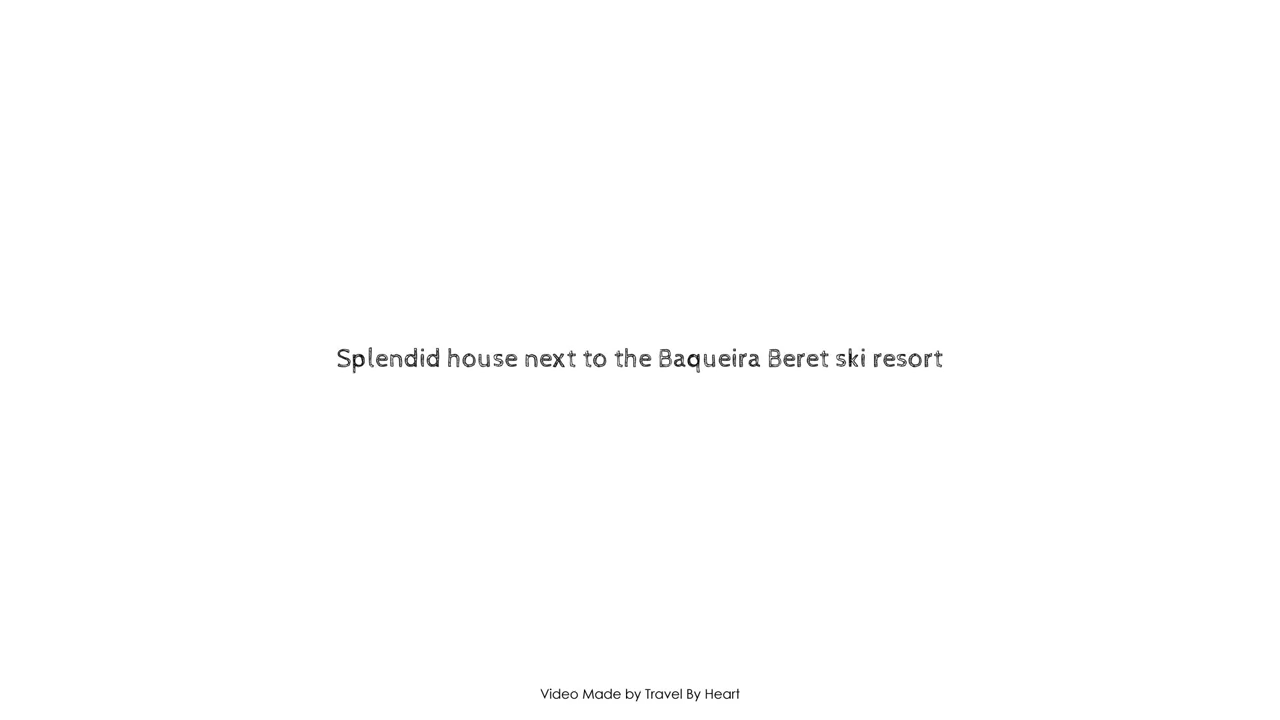 Splendid house next to the Baqueira Beret ski resort
Video Made by Travel By Heart